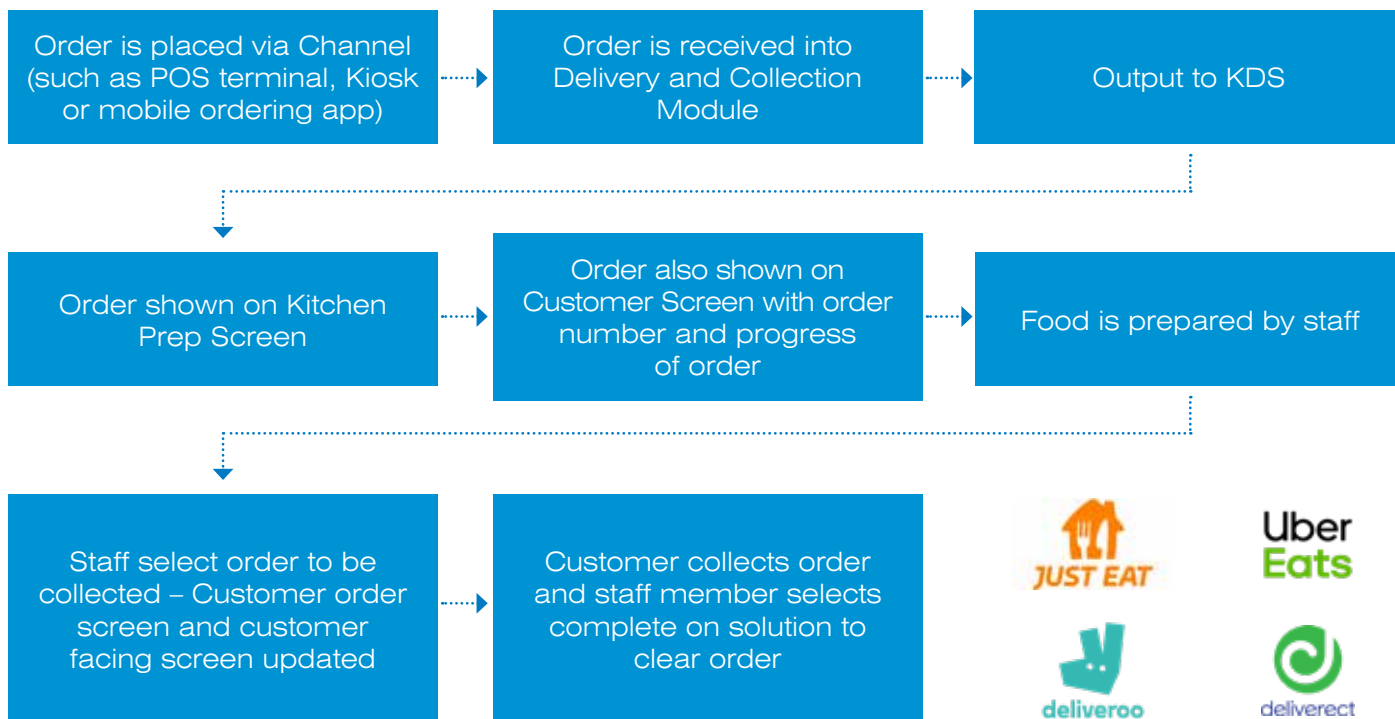 Order is placed via Channel
(such as POS terminal, Kiosk
or mobile ordering app)
Order is received into
Delivery and Collection
Module
Output to KDS
Order shown on Kitchen
Prep Screen
Order also shown on
Customer Screen with order
number and progress
of order
Food is prepared by staff
Staff select order to be
collected – Customer order
screen and customer
facing screen updated
Customer collects order
and staff member selects
complete on solution to
clear order
JUST EAT
Uber
Eats
deliveroo
deliverect